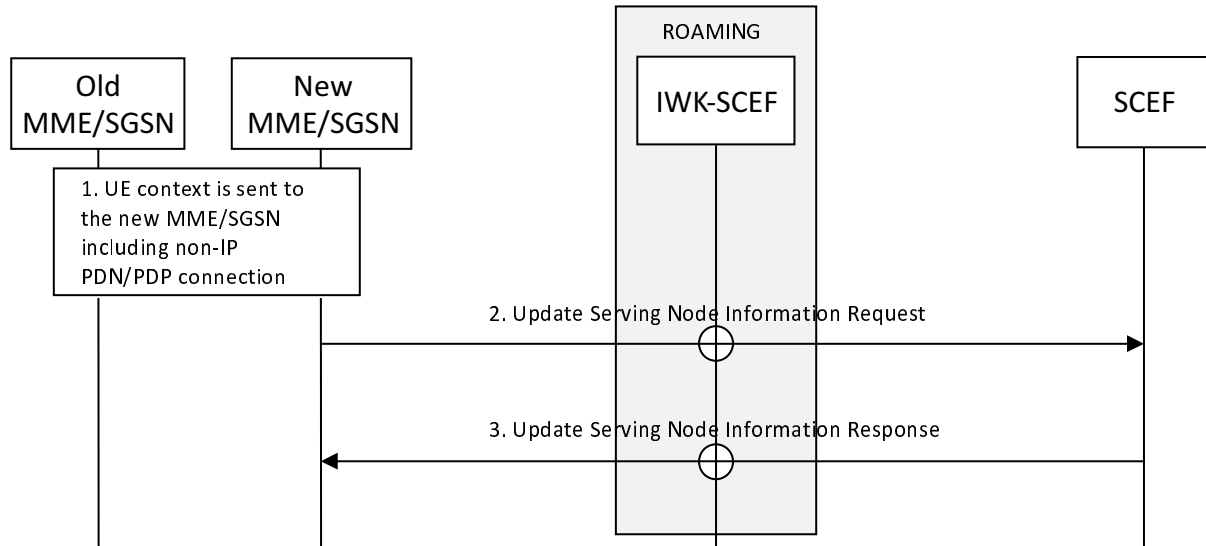 ROAMING
Old
MME/SGSN
New
MME/SGSN
IWK-SCEF
SCEF
1. UE context is sent to
the new MME/SGSN
including non-IP
PDN/PDP connection
2. Update Serving Node Information Request
3. Update Serving Node Information Response